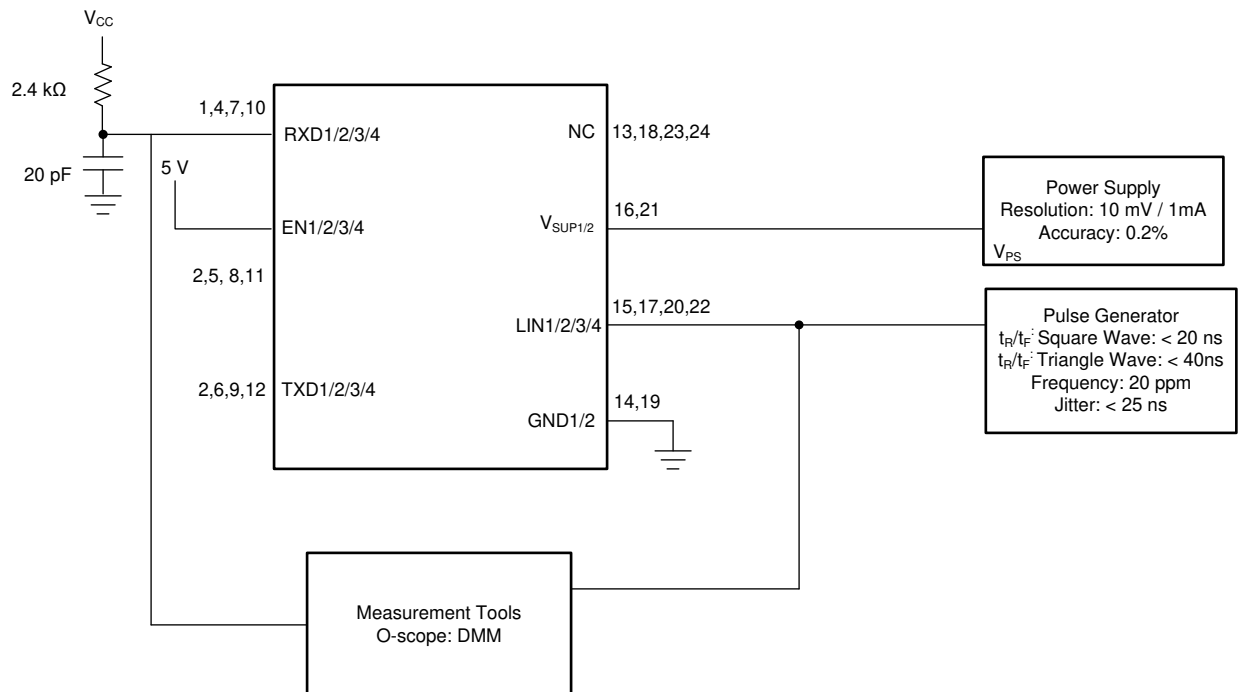 V_CC
2.4 kΩ
20 pF
5 V
1,4,7,10
RXD1/2/3/4
EN1/2/3/4
2,5, 8,11
2,6,9,12
TXD1/2/3/4
NC
13,18,23,24
16,21
V_SUP1/2
15,17,20,22
LIN1/2/3/4
14,19
GND1/2
Power Supply
Resolution: 10 mV / 1mA
Accuracy: 0.2%
V_PS
Pulse Generator
t_R/t_F: Square Wave: < 20 ns
t_R/t_F: Triangle Wave: < 40ns
Frequency: 20 ppm
Jitter: < 25 ns
Measurement Tools
O-scope: DMM